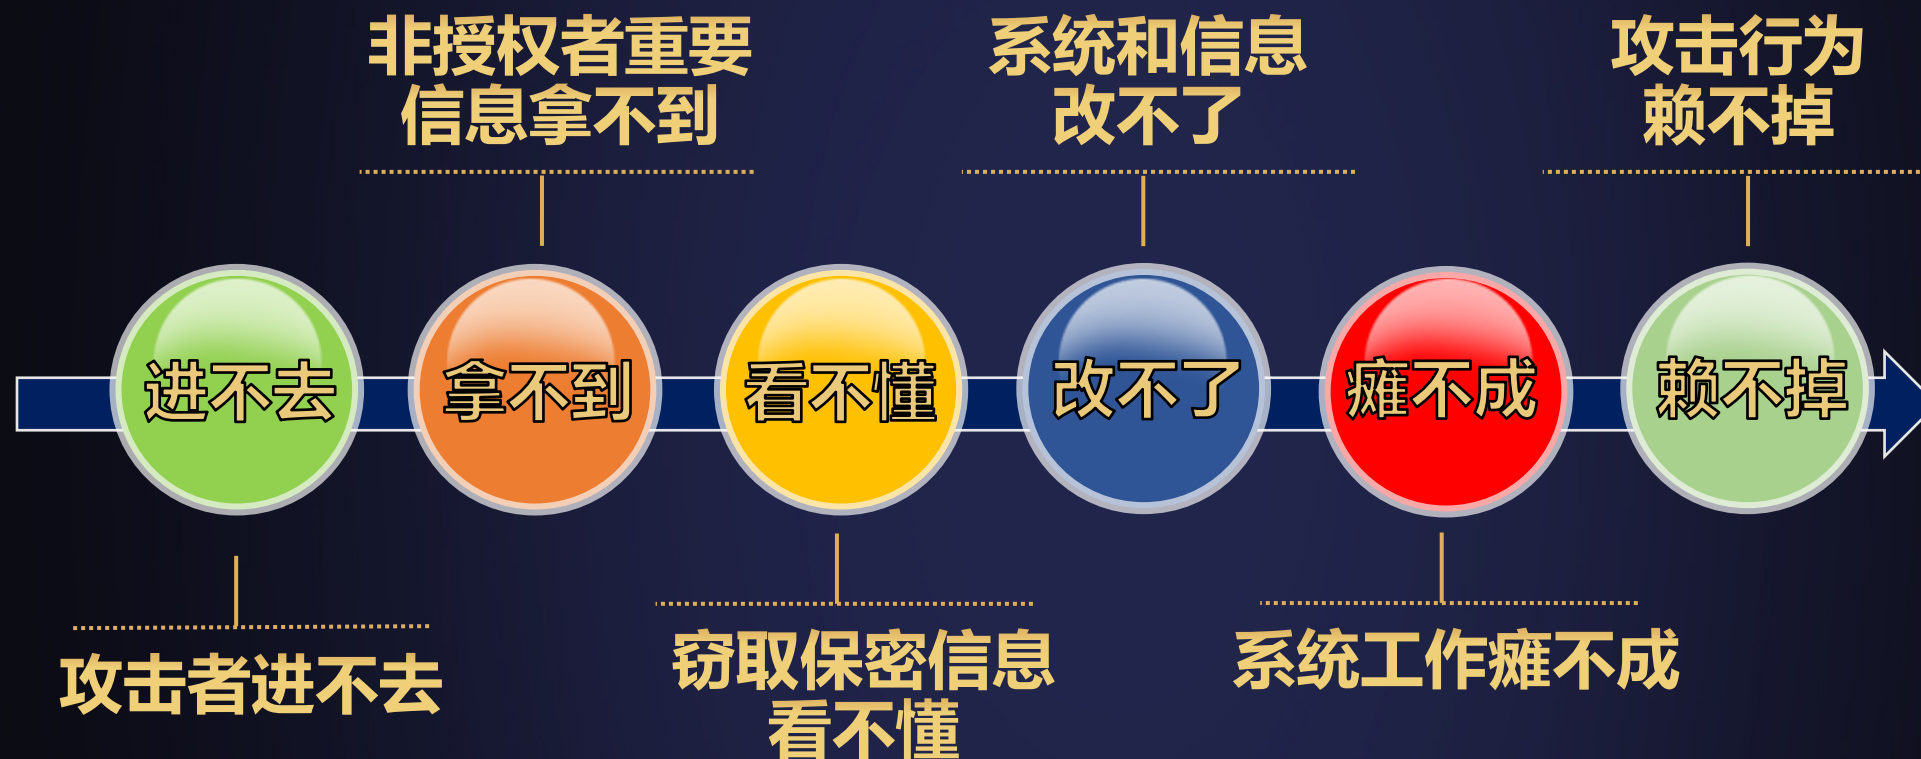 非授权者重要
信息拿不到
系统和信息
改不了
攻击行为
赖不掉
进不去
拿不到
看不懂
改不了
瘫不成
赖不掉
攻击者进不去
窃取保密信息
看不懂
系统工作瘫不成